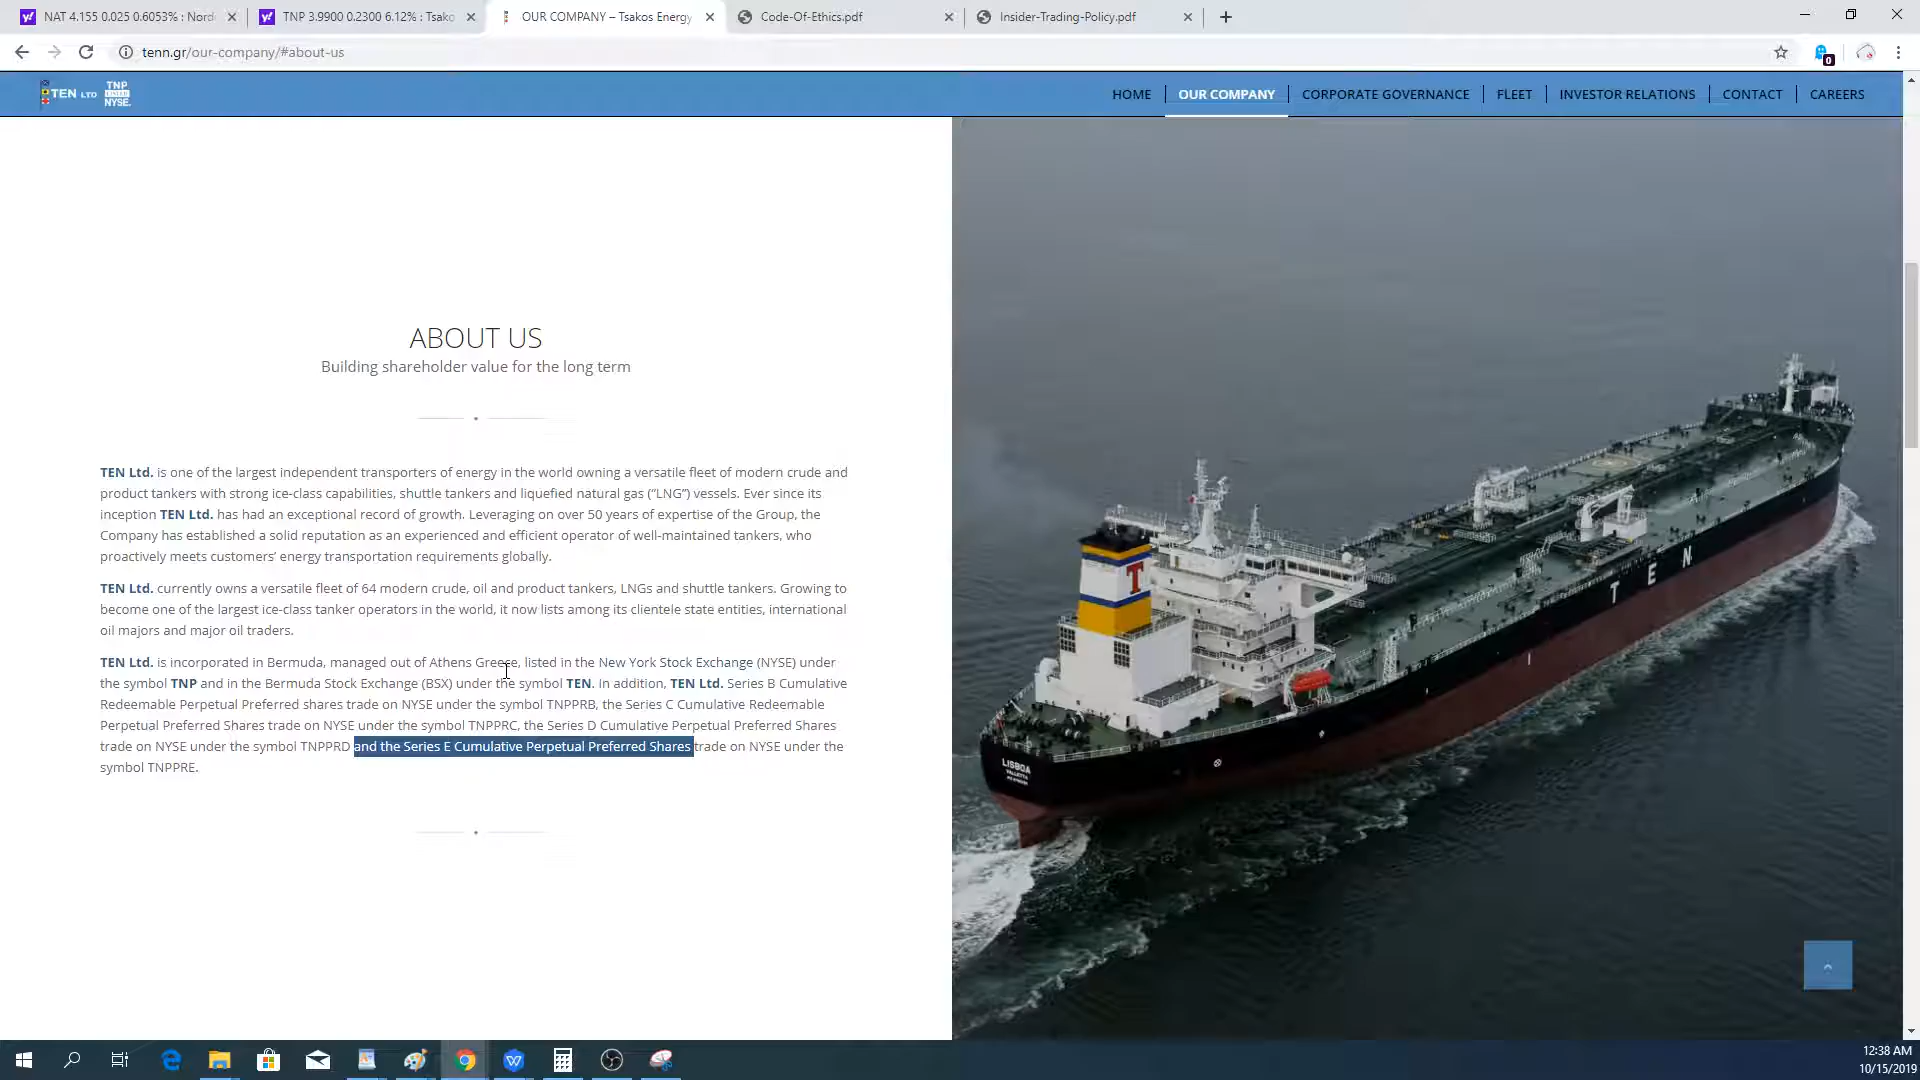 NAT 4.155 0.025 0.6053% : Nord
TNP 3.9900 0.2300 6.12% : Tsako
OUR COMPANY – Tsakos Energy
Code-Of-Ethics.pdf
Insider-Trading-Policy.pdf
tenn.gr/our-company/#about-us
0
TEN LTD
TNP
LISTED
NYSE.
HOME
OUR COMPANY
CORPORATE GOVERNANCE
FLEET
INVESTOR RELATIONS
CONTACT
CAREERS
ABOUT US
Building shareholder value for the long term
TEN Ltd. is one of the largest independent transporters of energy in the world owning a versatile fleet of modern crude and
product tankers with strong ice-class capabilities, shuttle tankers and liquefied natural gas (“LNG”) vessels. Ever since its
inception TEN Ltd. has had an exceptional record of growth. Leveraging on over 50 years of expertise of the Group, the
Company has established a solid reputation as an experienced and efficient operator of well-maintained tankers, who
proactively meets customers’ energy transportation requirements globally.
TEN Ltd. currently owns a versatile fleet of 64 modern crude, oil and product tankers, LNGs and shuttle tankers. Growing to
become one of the largest ice-class tanker operators in the world, it now lists among its clientele state entities, international
oil majors and major oil traders.
TEN Ltd. is incorporated in Bermuda, managed out of Athens Greece, listed in the New York Stock Exchange (NYSE) under
the symbol TNP and in the Bermuda Stock Exchange (BSX) under the symbol TEN. In addition, TEN Ltd. Series B Cumulative
Redeemable Perpetual Preferred shares trade on NYSE under the symbol TNPPRB, the Series C Cumulative Redeemable
Perpetual Preferred Shares trade on NYSE under the symbol TNPPRC, the Series D Cumulative Perpetual Preferred Shares
trade on NYSE under the symbol TNPPRD and the Series E Cumulative Perpetual Preferred Shares trade on NYSE under the
symbol TNPPRE.
T
TEN
LISBOA
VALLETTA
12:38 AM
10/15/2019